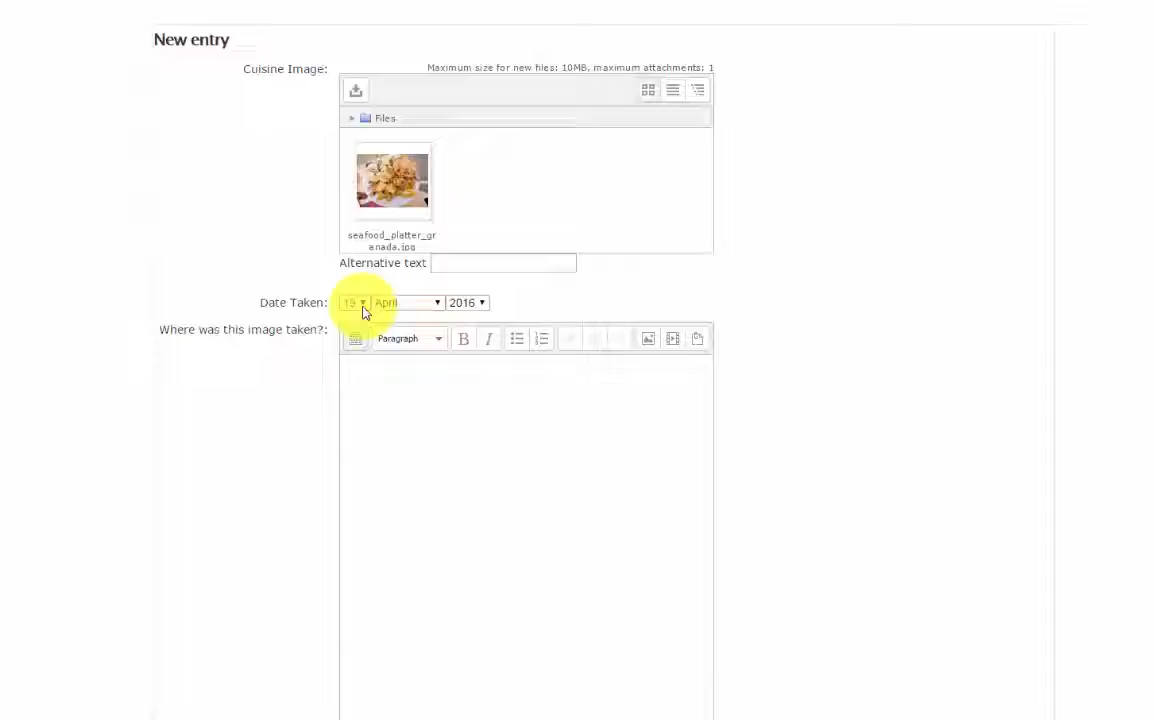 New entry
Cuisine Image:
Maximum size for new files: 10MB, maximum attachments: 1
Files
seafood_platter_gr
anada.jpg
Alternative text
Date Taken: 15 April 2016
Where was this image taken?:
Paragraph B I